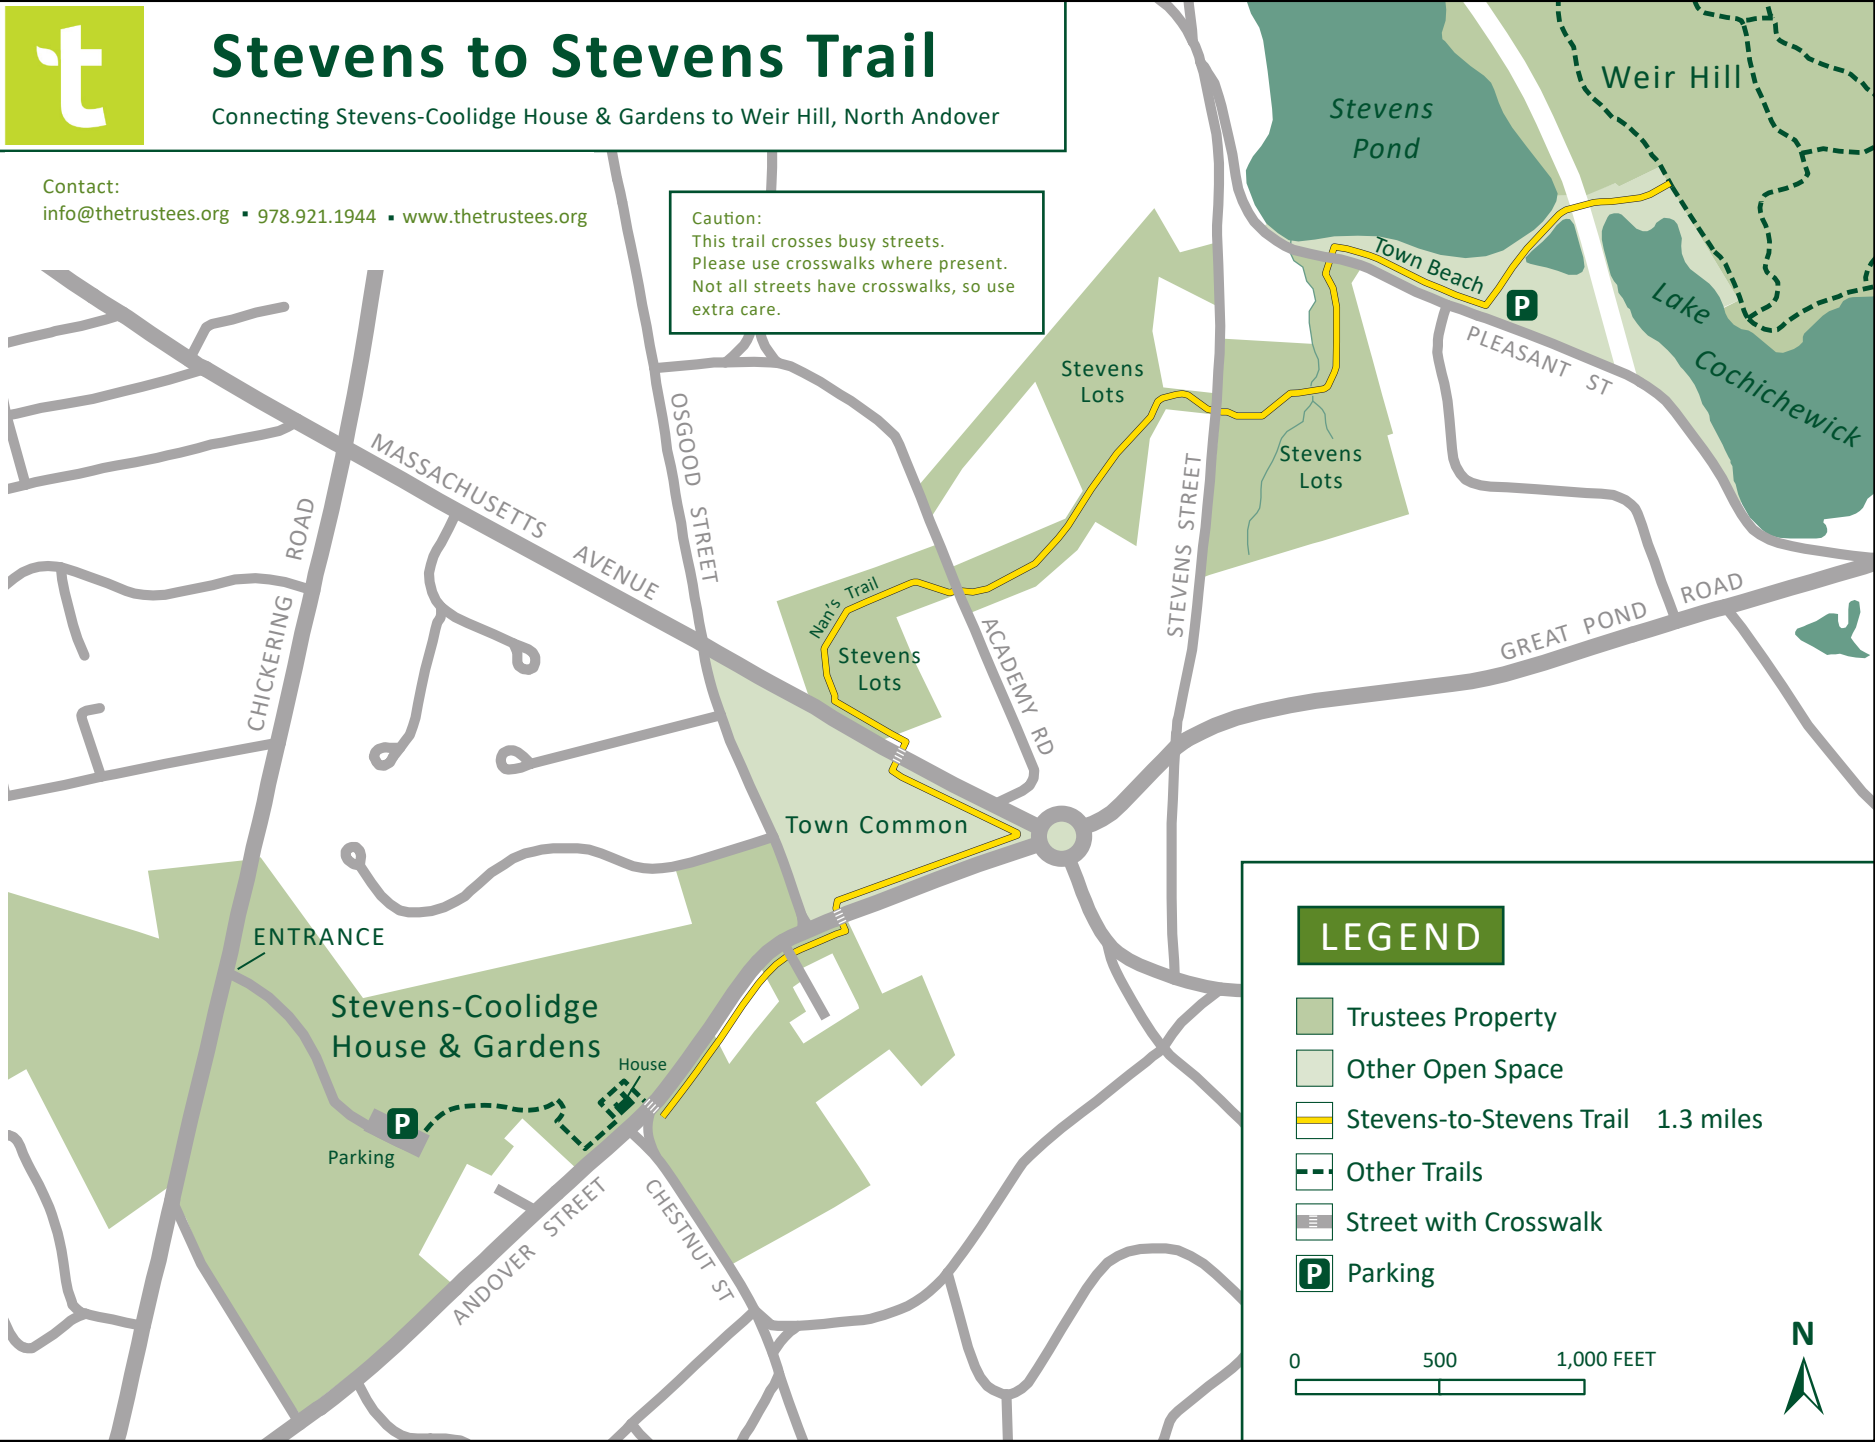 t
Stevens to Stevens Trail
Connecting Stevens-Coolidge House & Gardens to Weir Hill, North Andover
Contact:
info@thetrustees.org ▪ 978.921.1944 ▪ www.thetrustees.org
Caution:
This trail crosses busy streets.
Please use crosswalks where present.
Not all streets have crosswalks, so use
extra care.
Stevens
Pond
Weir Hill
Town Beach
P
PLEASANT ST
Lake
Cochichewick
Stevens
Lots
Stevens
Lots
OSGOOD STREET
MASSACHUSETTS AVENUE
CHICKERING ROAD
STEVENS STREET
Nan's Trail
Stevens
Lots
ACADEMY RD
GREAT POND ROAD
Town Common
ENTRANCE
Stevens-Coolidge
House & Gardens
House
P
Parking
ANDOVER STREET
CHESTNUT ST
LEGEND
Trustees Property
Other Open Space
Stevens-to-Stevens Trail 1.3 miles
Other Trails
Street with Crosswalk
P Parking
N
0 500 1,000 FEET